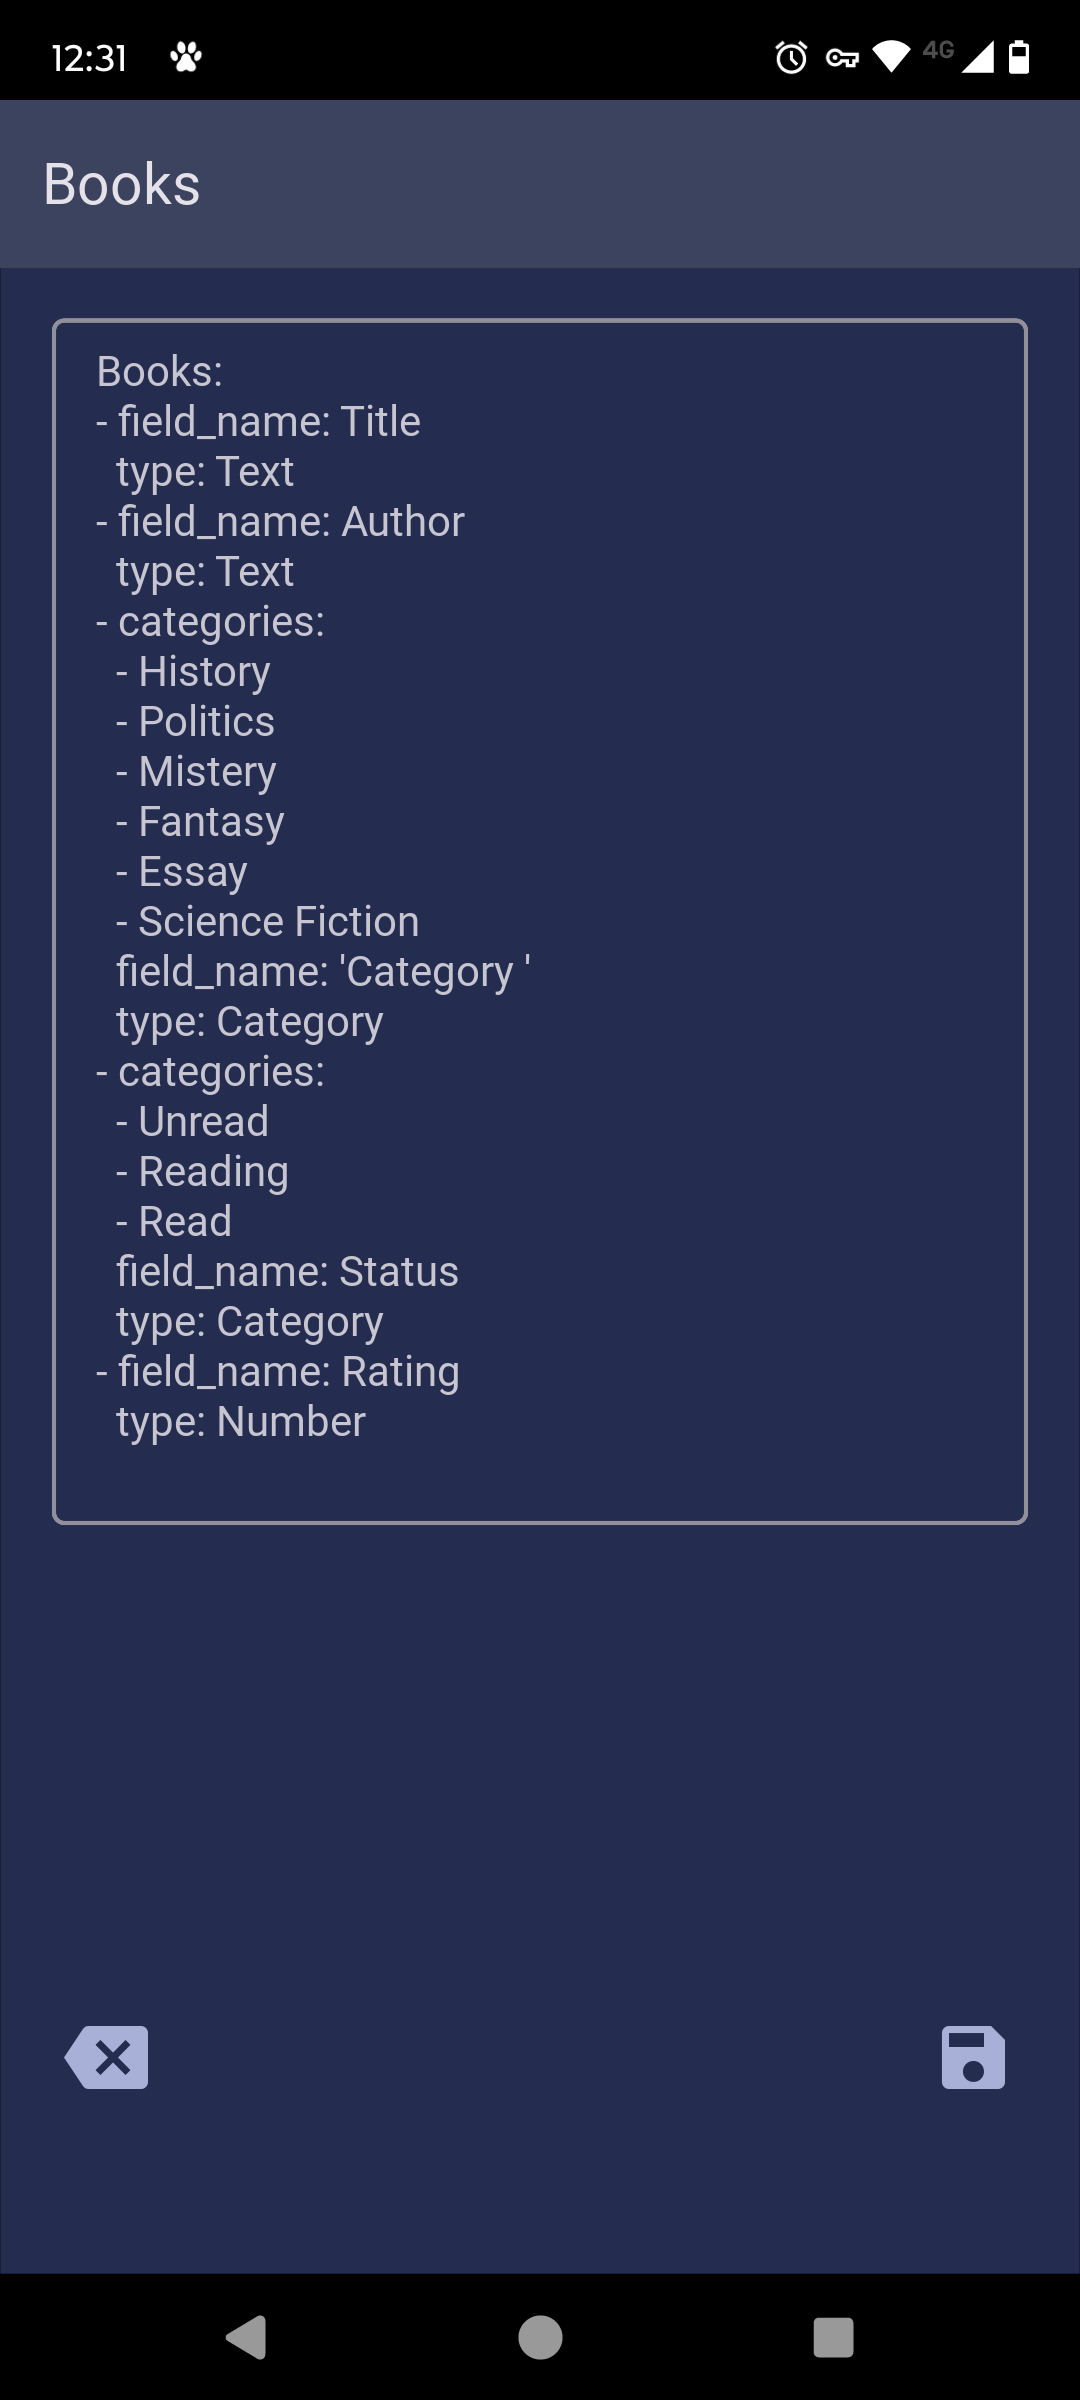 12:31
4G
Books
Books:
- field_name: Title
  type: Text
- field_name: Author
  type: Text
- categories:
  - History
  - Politics
  - Mistery
  - Fantasy
  - Essay
  - Science Fiction
  field_name: 'Category '
  type: Category
- categories:
  - Unread
  - Reading
  - Read
  field_name: Status
  type: Category
- field_name: Rating
  type: Number